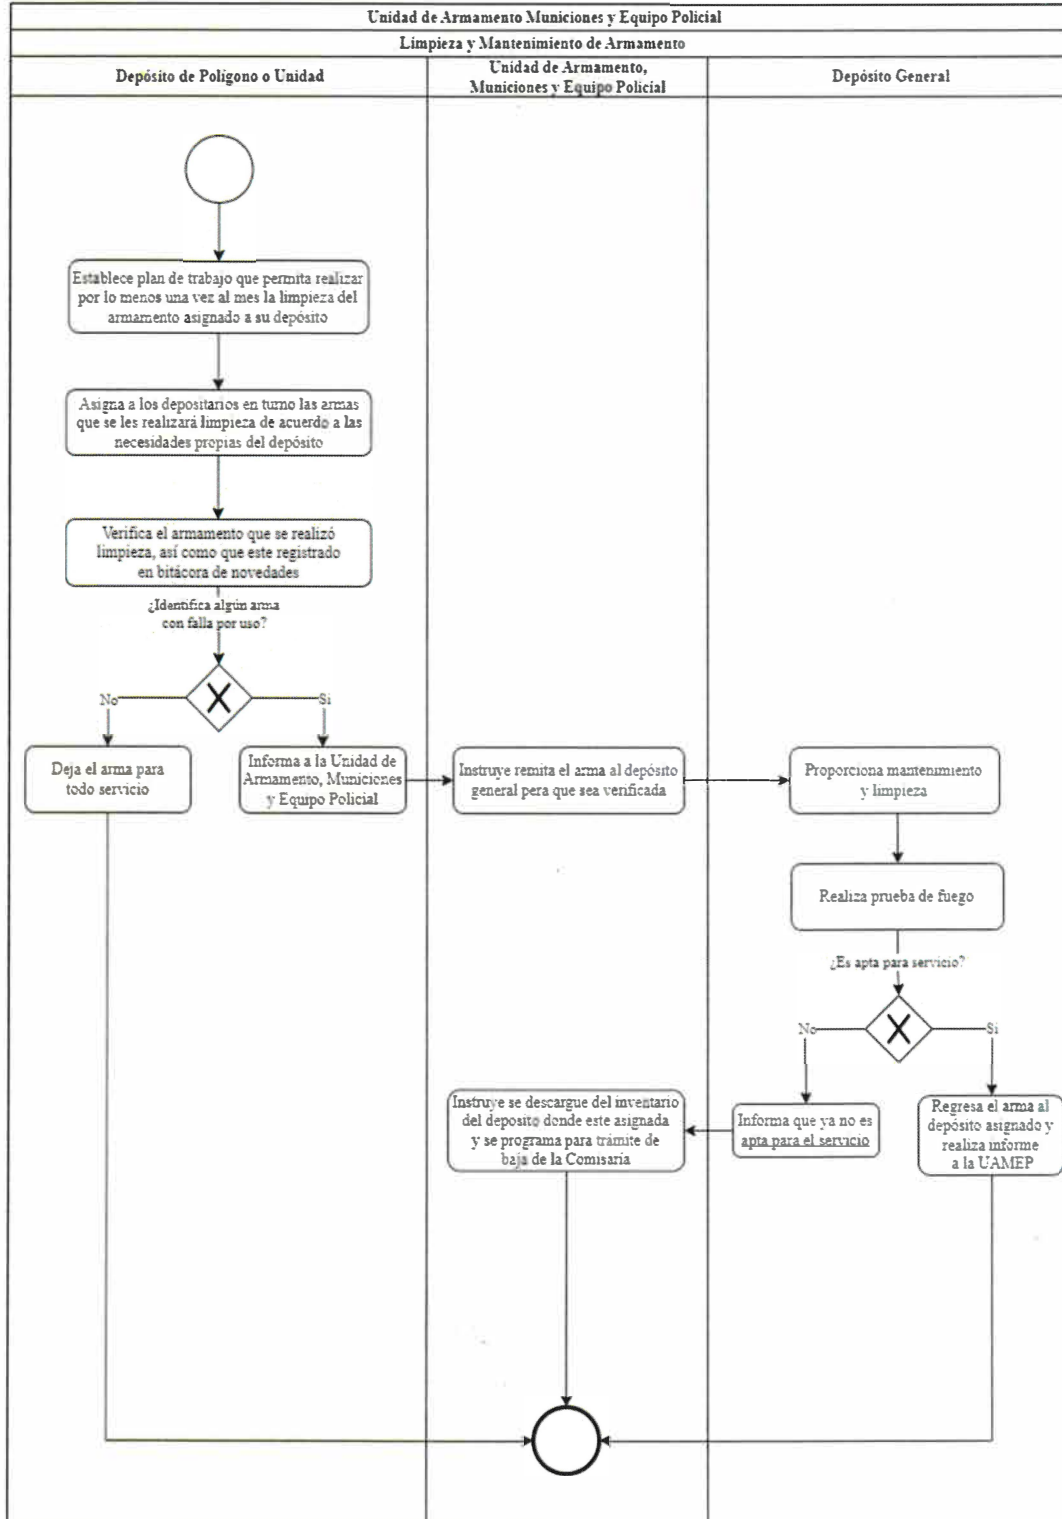 Unidad de Armamento Municiones y Equipo Policial
Limpieza y Mantenimiento de Armamento
Depósito de Polígono o Unidad
Unidad de Armamento,
Municiones y Equipo Policial
Depósito General
Establece plan de trabajo que permita realizar
por lo menos una vez al mes la limpieza del
armamento asignado a su depósito
Asigna a los depositarios en turno las armas
que se les realizará limpieza de acuerdo a las
necesidades propias del depósito
Verifica el armamento que se realizó
limpieza, así como que este registrado
en bitácora de novedades
¿Identifica algún arma
con falla por uso?
No
Si
Deja el arma para
todo servicio
Informa a la Unidad de
Armamento, Municiones
y Equipo Policial
Instruye remita el arma al depósito
general pera que sea verificada
Proporciona mantenimiento
y limpieza
Realiza prueba de fuego
¿Es apta para servicio?
No
Si
Instruye se descargue del inventario
del deposito donde este asignada
y se programa para trámite de
baja de la Comisaria
Informa que ya no es
apta para el servicio
Regresa el arma al
depósito asignado y
realiza informe
a la UAMEP